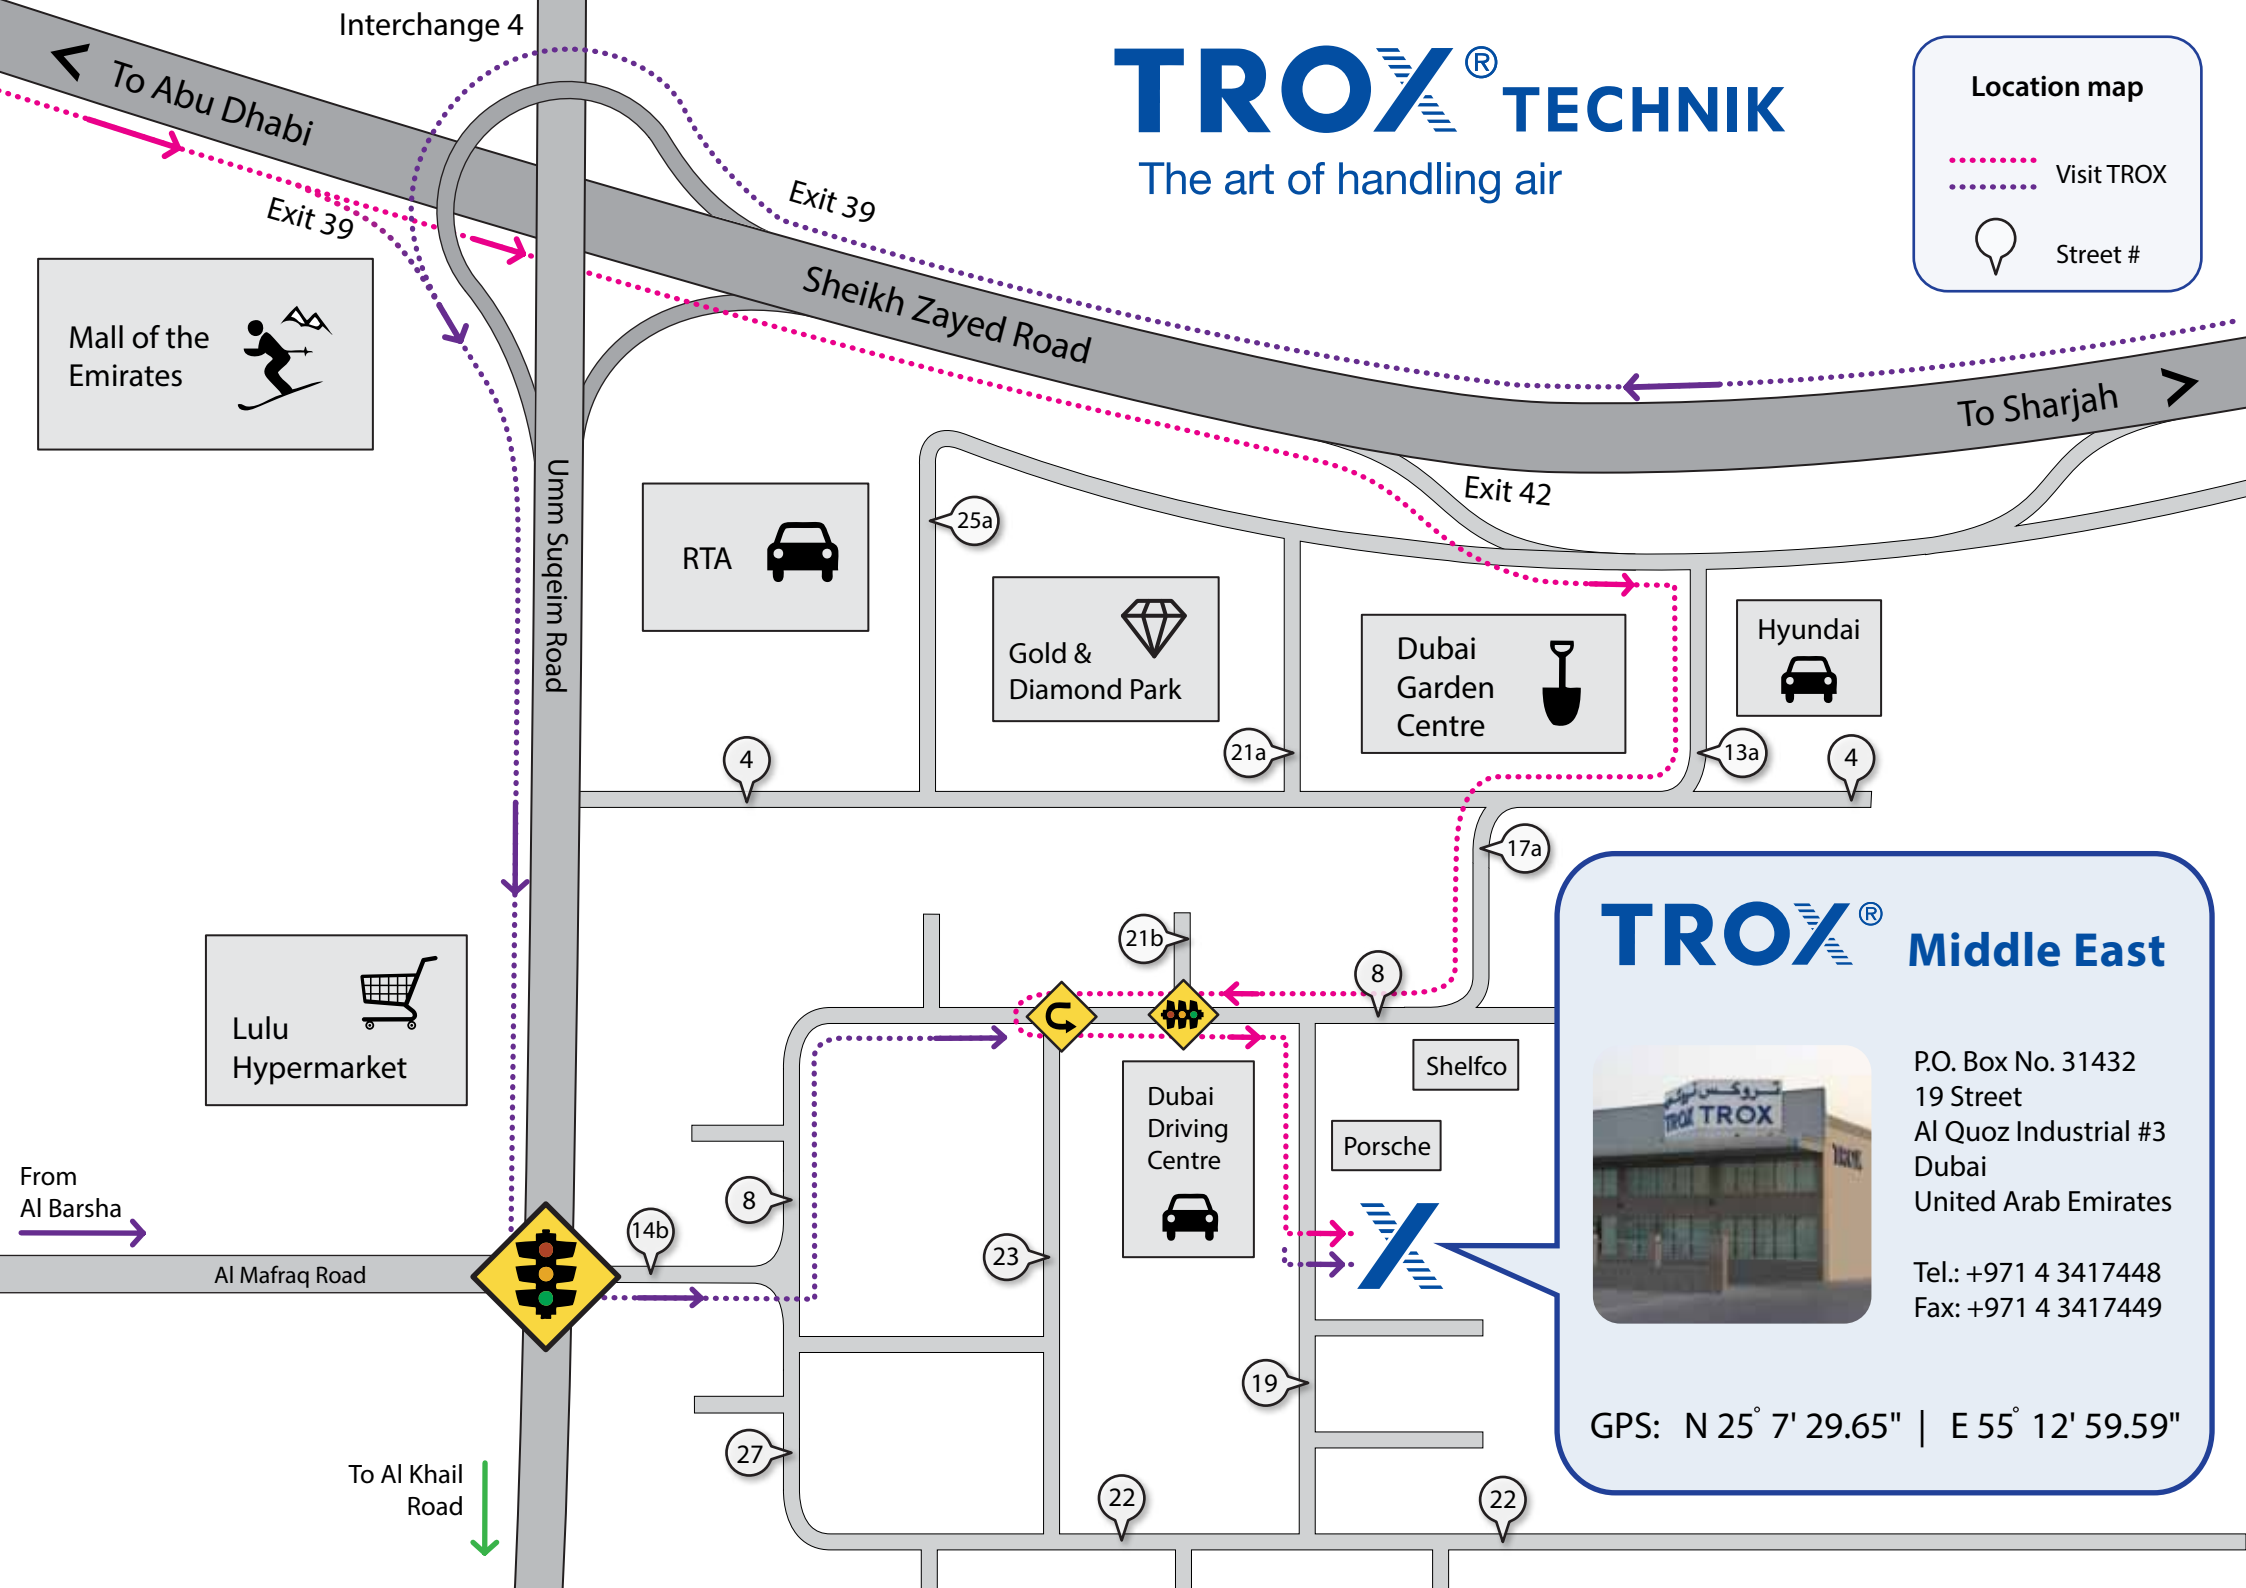 Interchange 4
< To Abu Dhabi
Exit 39
Exit 39
TROX® TECHNIK
The art of handling air
Location map
Visit TROX
Street #
Sheikh Zayed Road
To Sharjah >
Mall of the
Emirates
Umm Suqeim Road
RTA
25a
Exit 42
Gold &
Diamond Park
Dubai
Garden
Centre
Hyundai
4
21a
13a
4
17a
21b
8
Lulu
Hypermarket
Dubai
Driving
Centre
Shelfco
Porsche
From
Al Barsha
Al Mafraq Road
14b
8
23
19
27
22
22
To Al Khail
Road
TROX® Middle East
تروكس تيكنيك
TROX TROX
TROX
P.O. Box No. 31432
19 Street
Al Quoz Industrial #3
Dubai
United Arab Emirates
Tel.: +971 4 3417448
Fax: +971 4 3417449
GPS: N 25° 7' 29.65" | E 55° 12' 59.59"